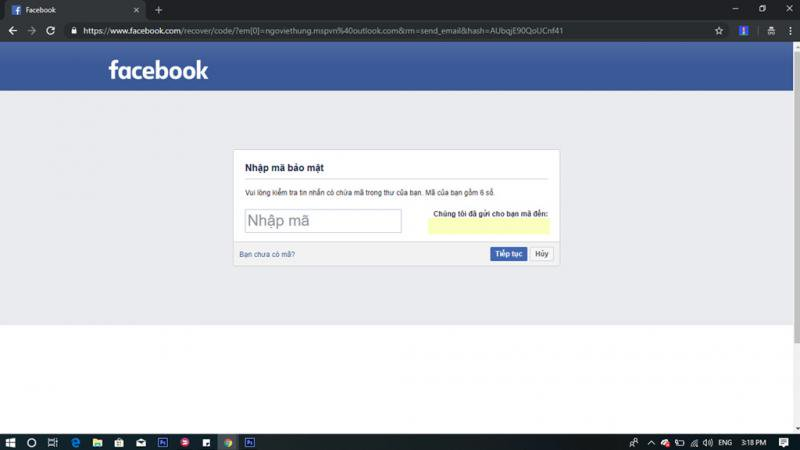 Facebook
https://www.facebook.com/recover/code/?em[0]=ngoviethung.mspvn%40outlook.com&rm=send_email&hash=AUbqjE90QoUCnf41
facebook
Nhập mã bảo mật
Vui lòng kiểm tra tin nhắn có chứa mã trong thư của bạn. Mã của bạn gồm 6 số.
Nhập mã
Chúng tôi đã gửi cho bạn mã đến:
Bạn chưa có mã?
Tiếp tục
Hủy
ENG
3:18 PM